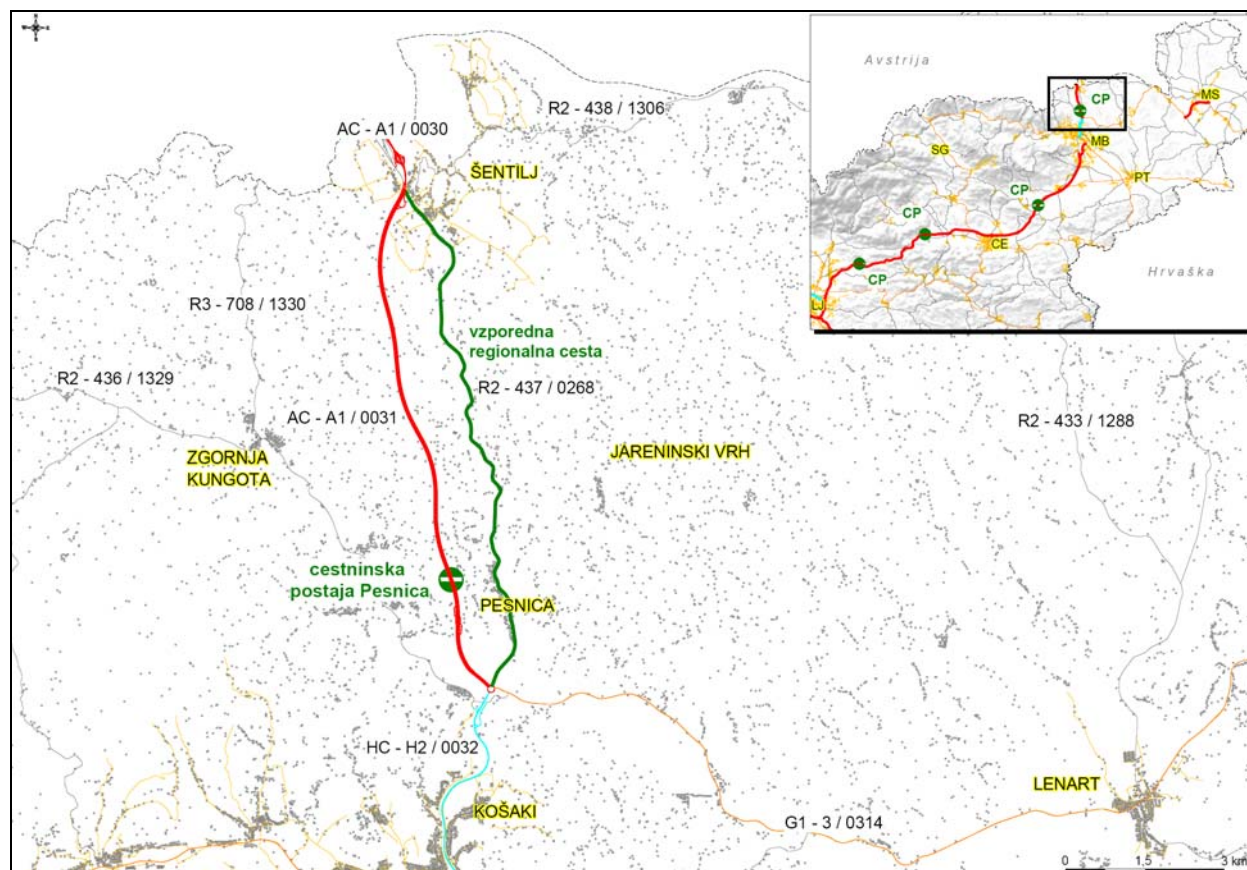 Avstrija
CP
MS
MB
SG
CP
PT
CP
CE
Hrvaška
CP
LJ
R2 - 438 / 1306
AC - A1 / 0030
ŠENTILJ
R3 - 708 / 1330
vzporedna
regionalna cesta
R2 - 436 / 1329
R2 - 437 / 0268
AC - A1 / 0031
R2 - 433 / 1288
ZGORNJA
KUNGOTA
JARENINSKI VRH
cestninska
postaja Pesnica
PESNICA
HC - H2 / 0032
LENART
KOŠAKI
G1 - 3 / 0314
0 1,5 3 km